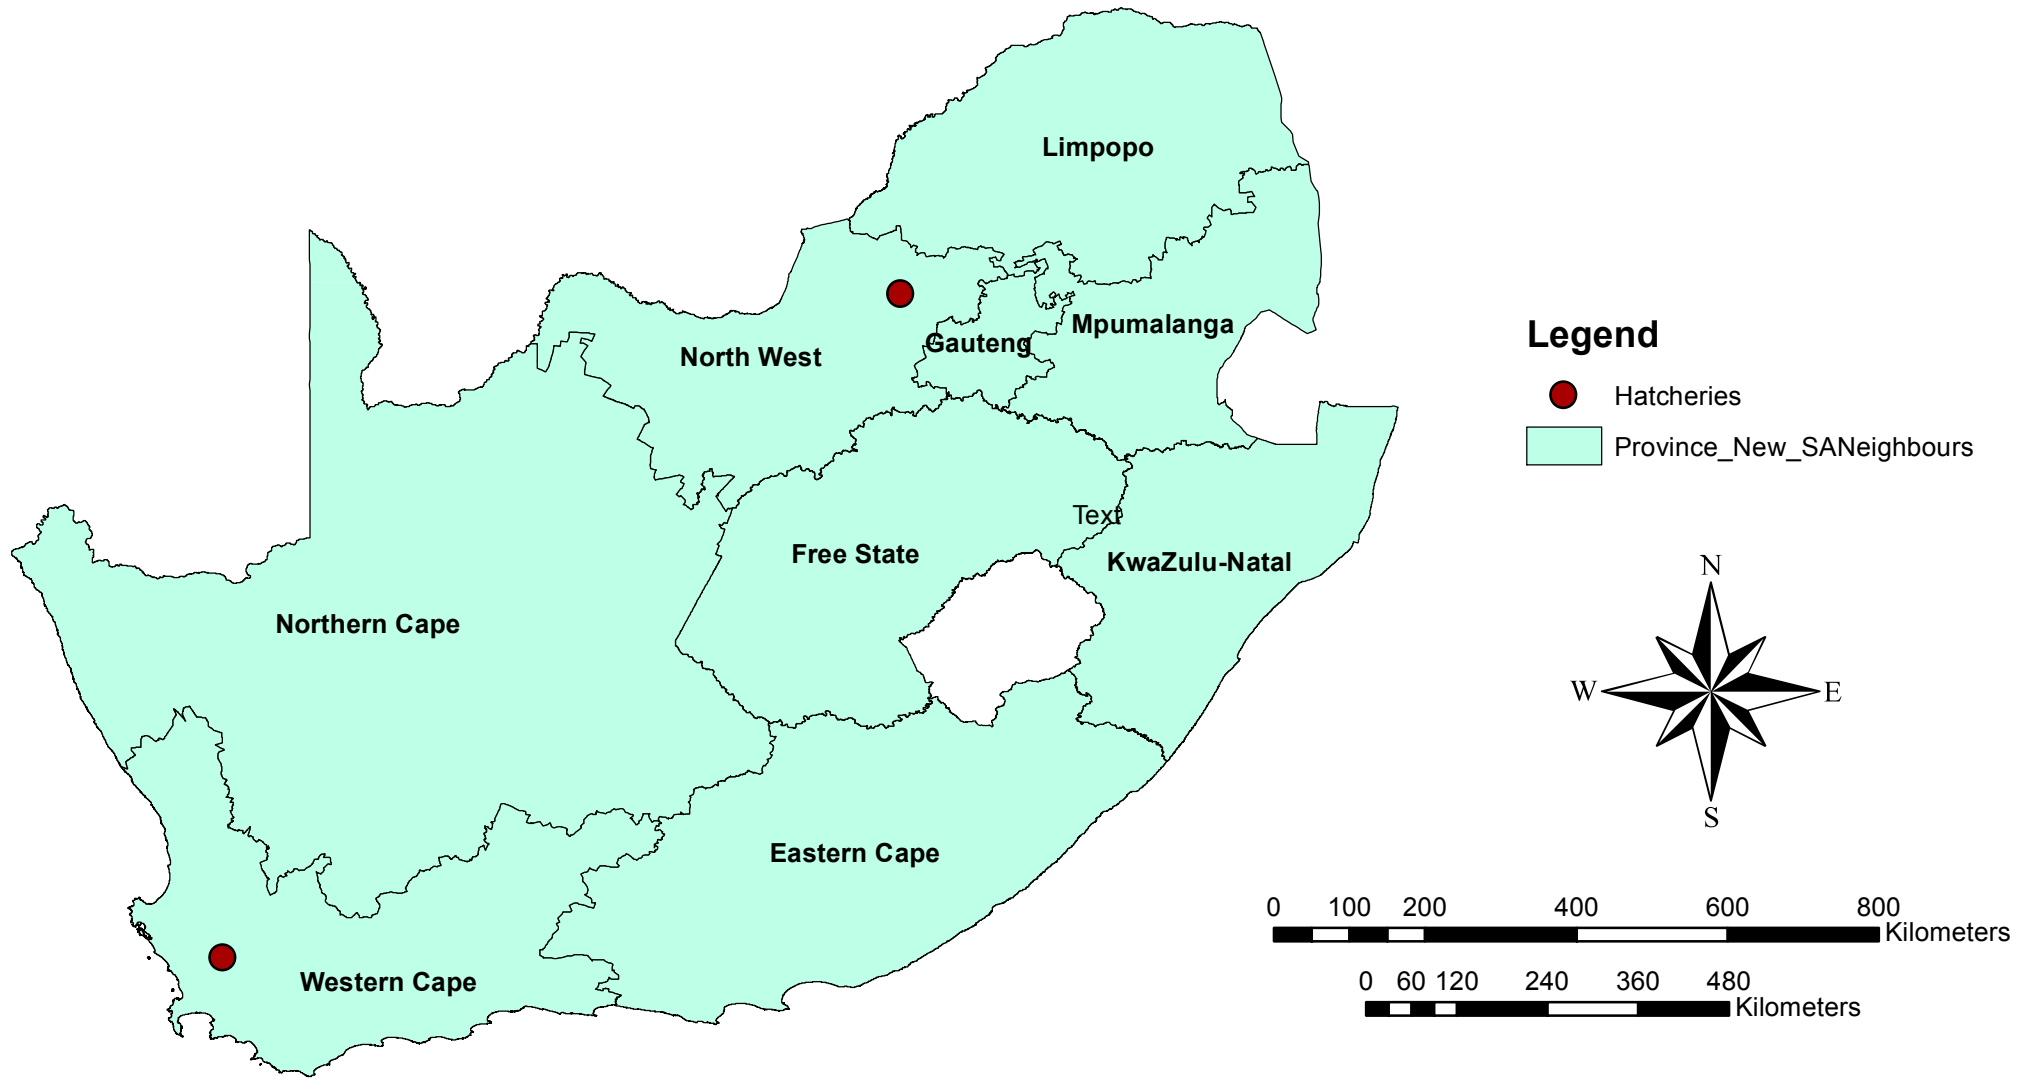 Limpopo
Mpumalanga
Gauteng
North West
Text
Free State
KwaZulu-Natal
Northern Cape
Eastern Cape
Western Cape
Legend
Hatcheries
Province_New_SANeighbours
N
W E
S
0 100 200 400 600 800
Kilometers
0 60 120 240 360 480
Kilometers